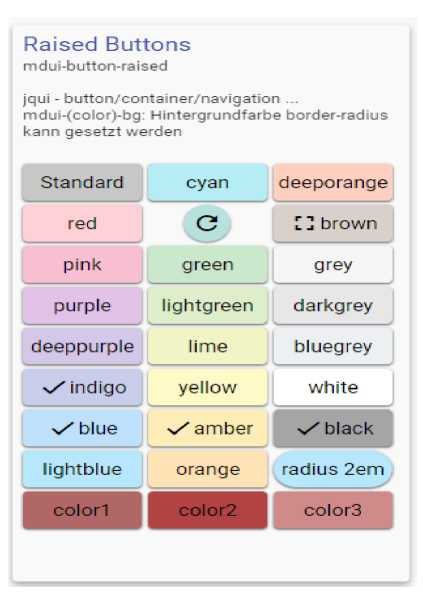 Raised Buttons
mdui-button-raised
jqui - button/container/navigation ...
mdui-(color)-bg: Hintergrundfarbe border-radius
kann gesetzt werden
Standard cyan deeporange
red brown
pink green grey
purple lightgreen darkgrey
deeppurple lime bluegrey
indigo yellow white
blue amber black
lightblue orange radius 2em
color1 color2 color3